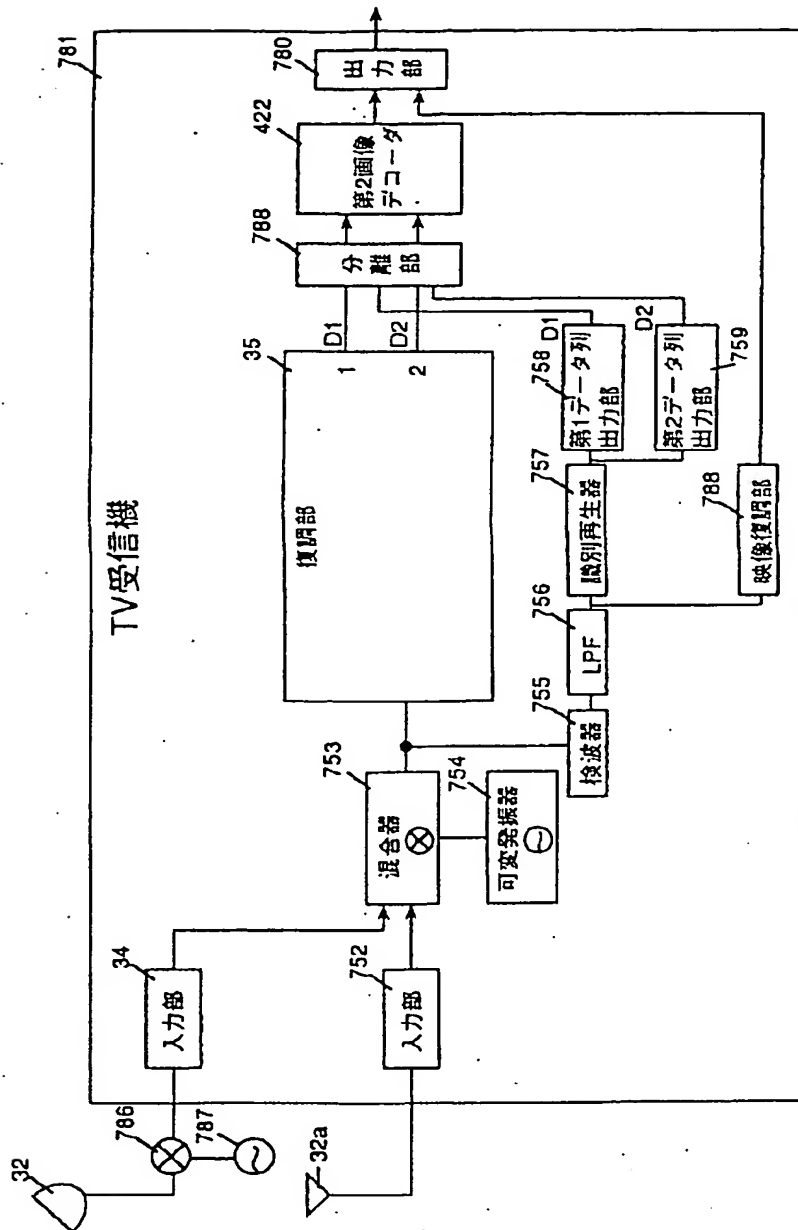 TV受信機
781
32
786
787
32a
34
入力部
752
入力部
753
混合器
754
可変発振器
35
復調部
1
2
D1
D2
788
分離部
422
第2画像
デコーダ
780
出力部
755
検波器
756
LPF
757
識別再生器
758
第1データ列
出力部
D1
第2データ列
出力部
D2
759
788
映像復調部